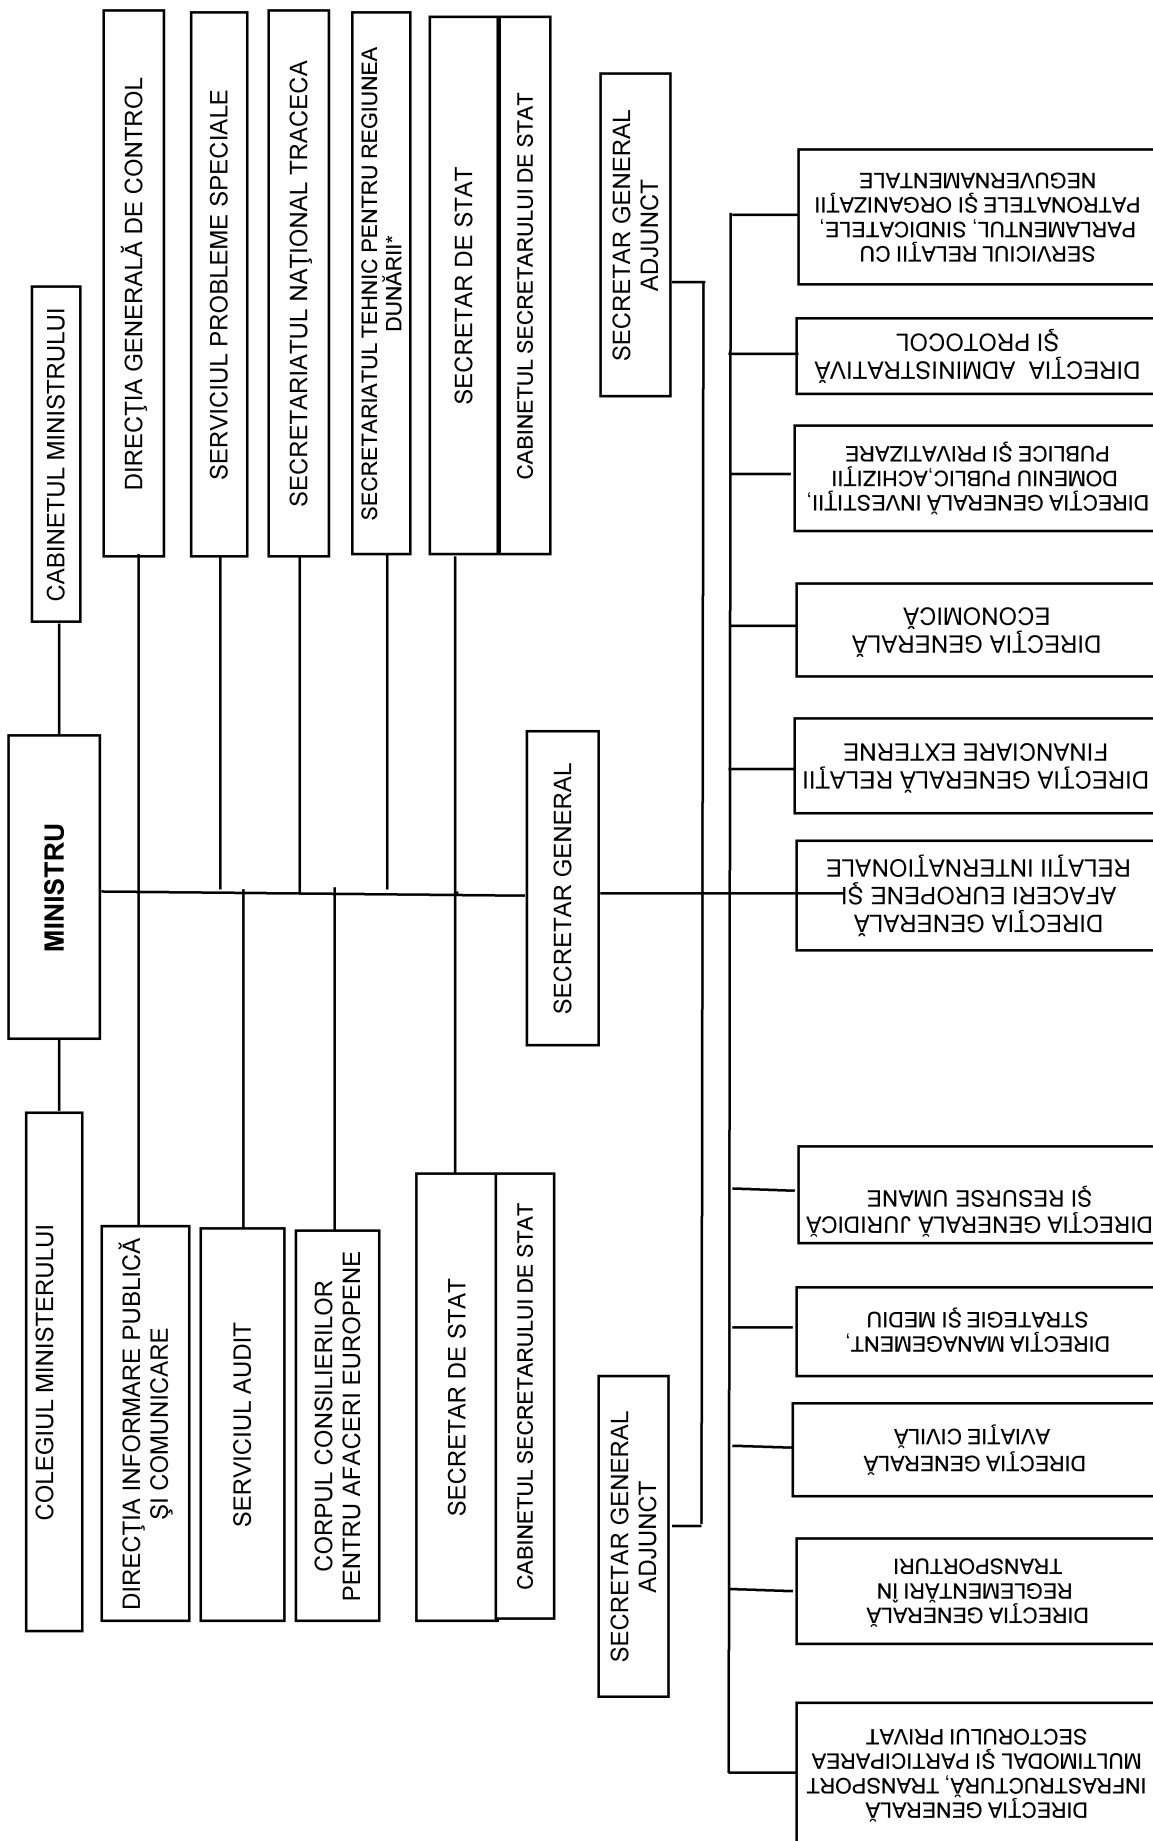 MINISTRU
COLEGIUL MINISTERULUI
CABINETUL MINISTRULUI
DIRECŢIA INFORMARE PUBLICĂ
ŞI COMUNICARE
DIRECŢIA GENERALĂ DE CONTROL
SERVICIUL AUDIT
SERVICIUL PROBLEME SPECIALE
CORPUL CONSILIERILOR
PENTRU AFACERI EUROPENE
SECRETARIATUL NAŢIONAL TRACECA
SECRETARIATUL TEHNIC PENTRU REGIUNEA
DUNĂRII*
SECRETAR DE STAT
CABINETUL SECRETARULUI DE STAT
SECRETAR DE STAT
CABINETUL SECRETARULUI DE STAT
SECRETAR GENERAL
SECRETAR GENERAL
ADJUNCT
SECRETAR GENERAL
ADJUNCT
DIRECŢIA GENERALĂ
INFRASTRUCTURĂ, TRANSPORT
MULTIMODAL ŞI PARTICIPAREA
SECTORULUI PRIVAT
DIRECŢIA GENERALĂ
REGLEMENTĂRI ÎN
TRANSPORTURI
DIRECŢIA GENERALĂ
AVIAŢIE CIVILĂ
DIRECŢIA MANAGEMENT,
STRATEGIE ŞI MEDIU
DIRECŢIA GENERALĂ JURIDICĂ
ŞI RESURSE UMANE
DIRECŢIA GENERALĂ
AFACERI EUROPENE ŞI
RELAŢII INTERNAŢIONALE
DIRECŢIA GENERALĂ RELAŢII
FINANCIARE EXTERNE
DIRECŢIA GENERALĂ
ECONOMICĂ
DIRECŢIA GENERALĂ INVESTIŢII,
DOMENIU PUBLIC,ACHIZIŢII
PUBLICE ŞI PRIVATIZARE
DIRECŢIA ADMINISTRATIVĂ
ŞI PROTOCOL
SERVICIUL RELAŢII CU
PARLAMENTUL, SINDICATELE,
PATRONATELE ŞI ORGANIZAŢII
NEGUVERNAMENTALE